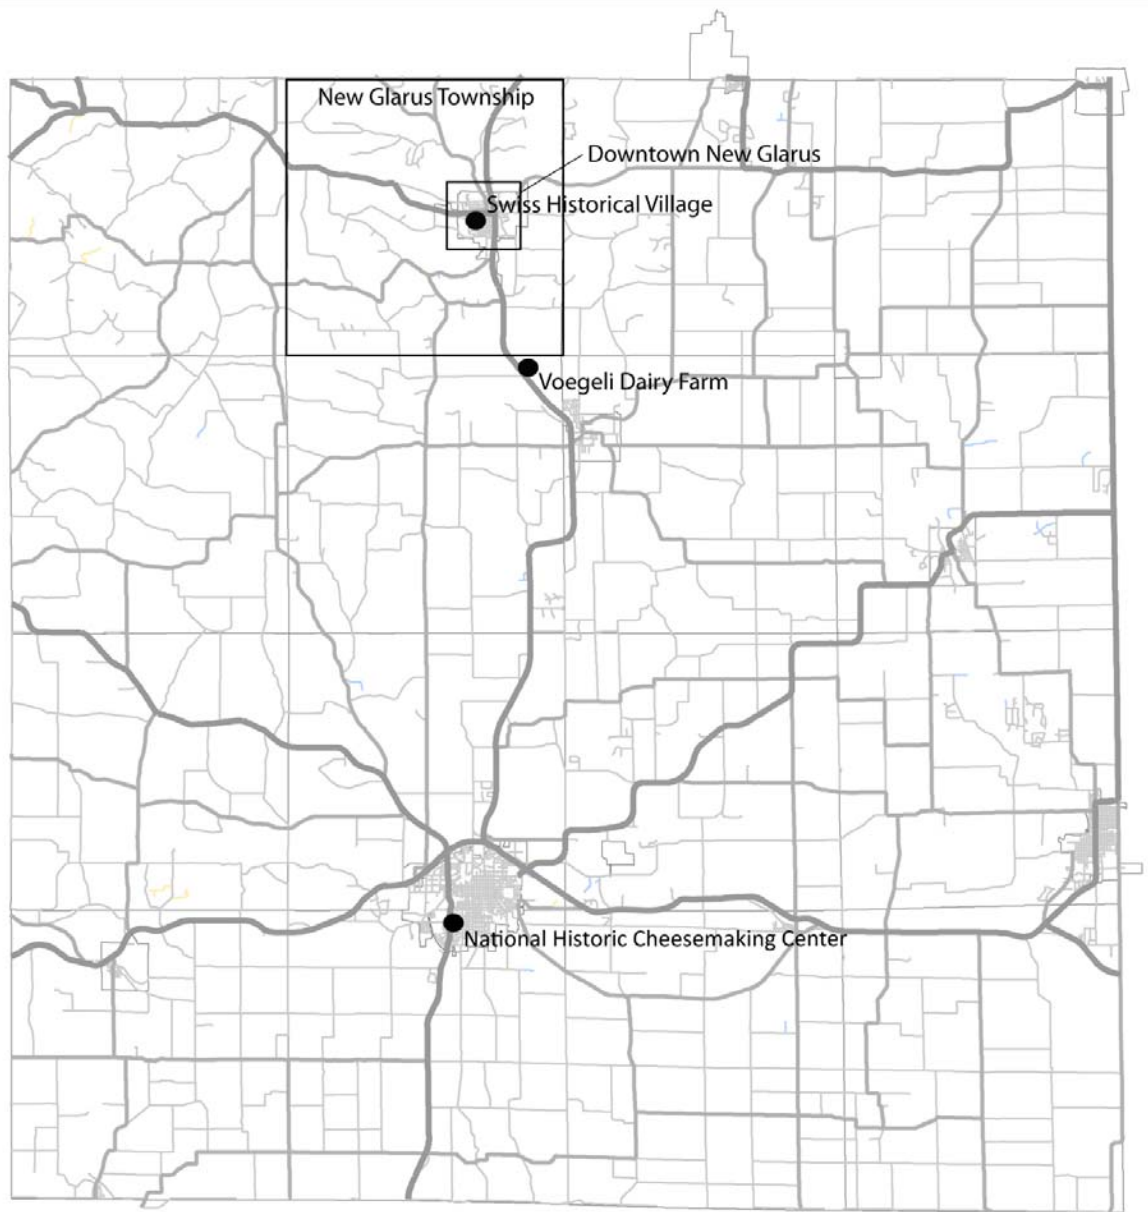 New Glarus Township
Downtown New Glarus
Swiss Historical Village
Voegeli Dairy Farm
National Historic Cheesemaking Center